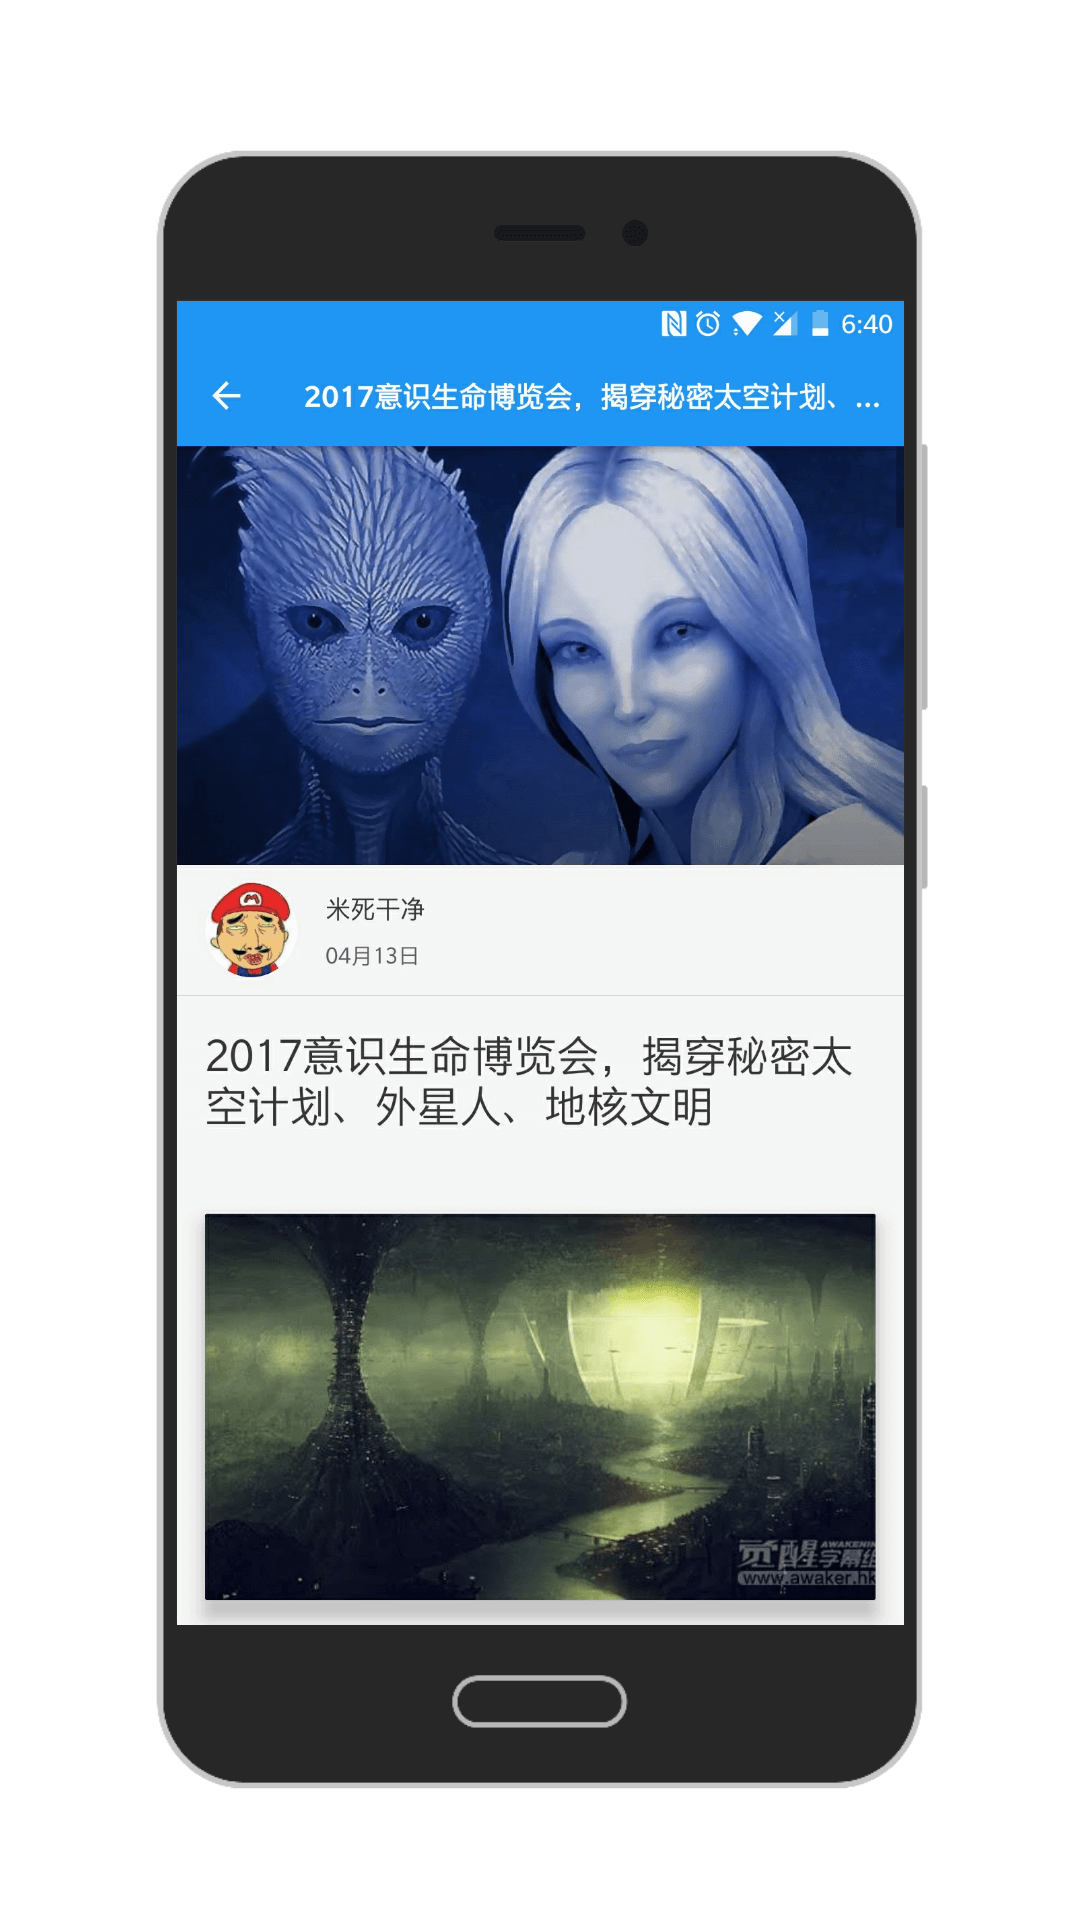 6:40
2017意识生命博览会，揭穿秘密太空计划、...
米死干净
04月13日
2017意识生命博览会，揭穿秘密太
空计划、外星人、地核文明
AWAKENIN
醒字幕组
www.awaker.hk